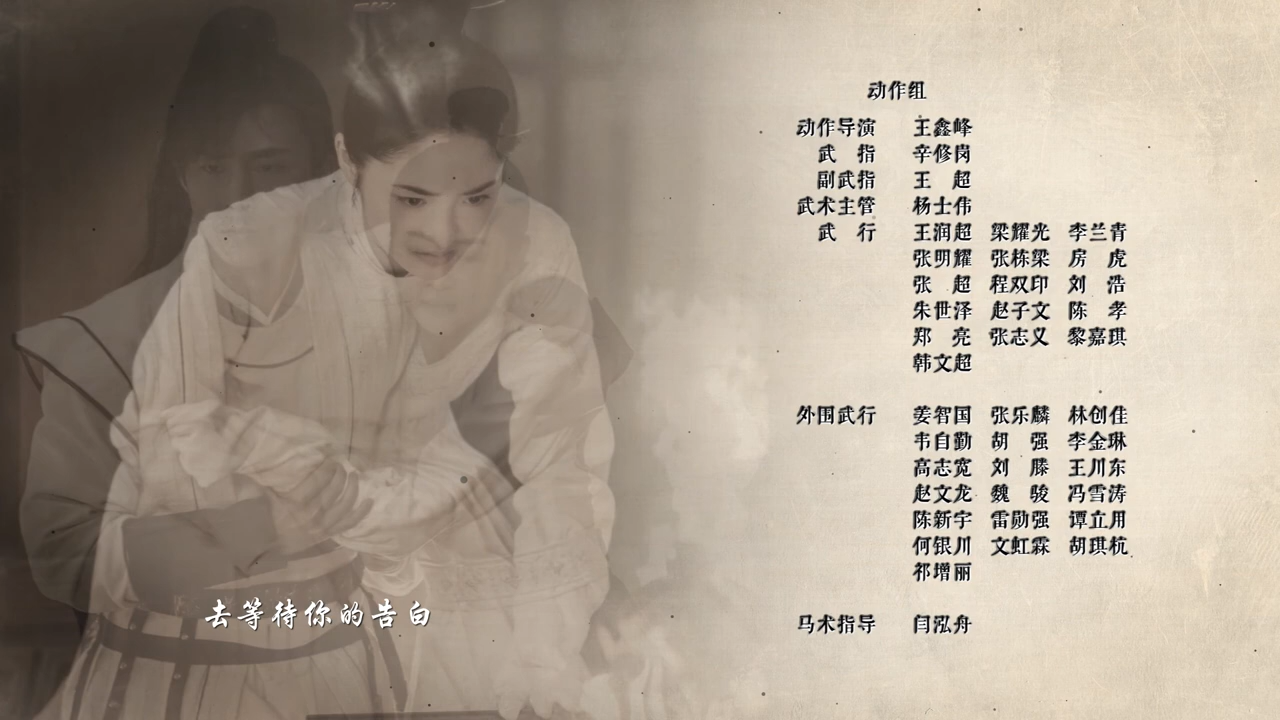 动作组
动作导演 王鑫峰
武 指 辛修岗
副武指 王 超
武术主管 杨士伟
武 行 王润超 梁耀光 李兰青
张明耀 张栋梁 房 虎
张 超 程双印 刘 浩
朱世泽 赵子文 陈 孝
郑 亮 张志义 黎嘉琪
韩文超
外围武行 姜智国 张乐麟 林创佳
韦自勤 胡 强 李金琳
高志宽 刘 滕 王川东
赵文龙 魏 骏 冯雪涛
陈新宇 雷勋强 谭立用
何银川 文虹霖 胡琪杭
祁增丽
马术指导 闫泓舟
去等待你的告白